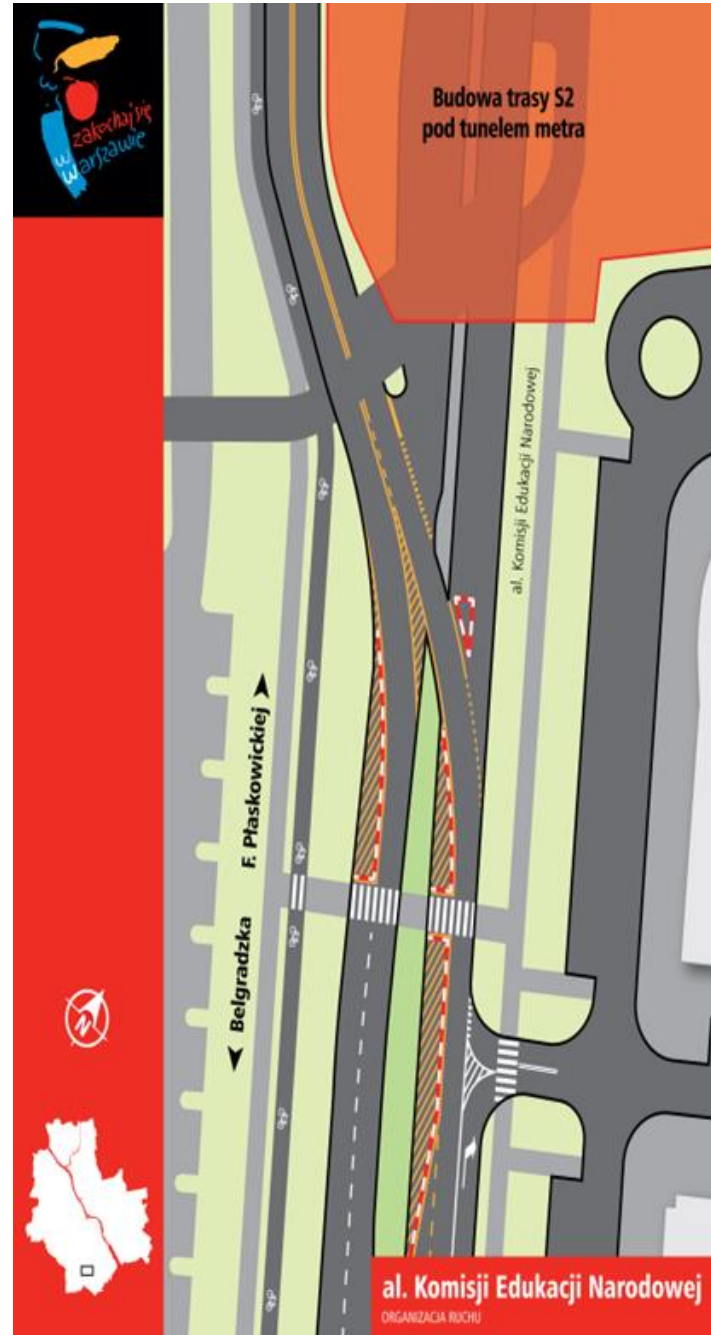 zakochaj się
w
warszawie
Budowa trasy S2
pod tunelem metra
al. Komisji Edukacji Narodowej
F. Płaskowickiej
Belgradzka
N
al. Komisji Edukacji Narodowej
ORGANIZACJA RUCHU